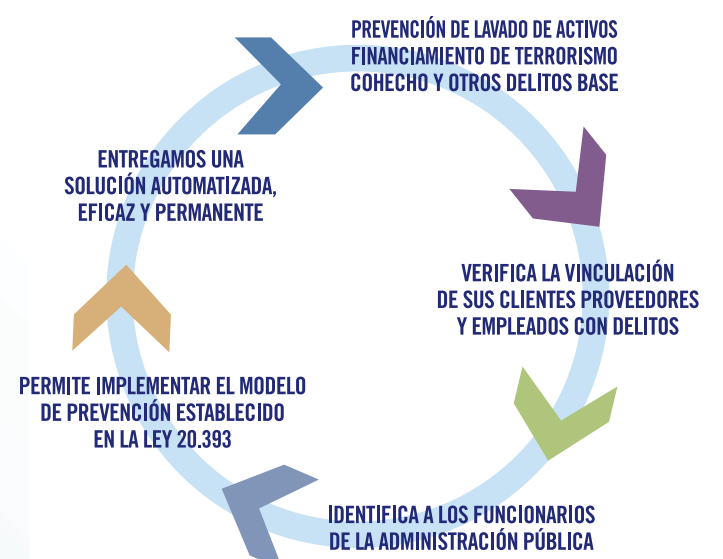 PREVENCIÓN DE LAVADO DE ACTIVOS
FINANCIAMIENTO DE TERRORISMO
COHECHO Y OTROS DELITOS BASE
VERIFICA LA VINCULACIÓN
DE SUS CLIENTES PROVEEDORES
Y EMPLEADOS CON DELITOS
IDENTIFICA A LOS FUNCIONARIOS
DE LA ADMINISTRACIÓN PÚBLICA
PERMITE IMPLEMENTAR EL MODELO
DE PREVENCIÓN ESTABLECIDO
EN LA LEY 20.393
ENTREGAMOS UNA
SOLUCIÓN AUTOMATIZADA,
EFICAZ Y PERMANENTE